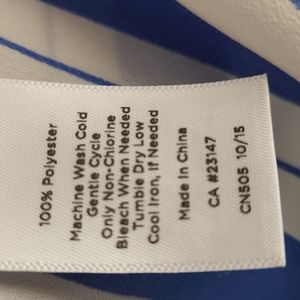 100% Polyester
Machine Wash Cold
Gentle Cycle
Only Non-Chlorine
Bleach When Needed
Tumble Dry Low
Cool Iron, If Needed
Made In China
CA #23147
CN505 10/15